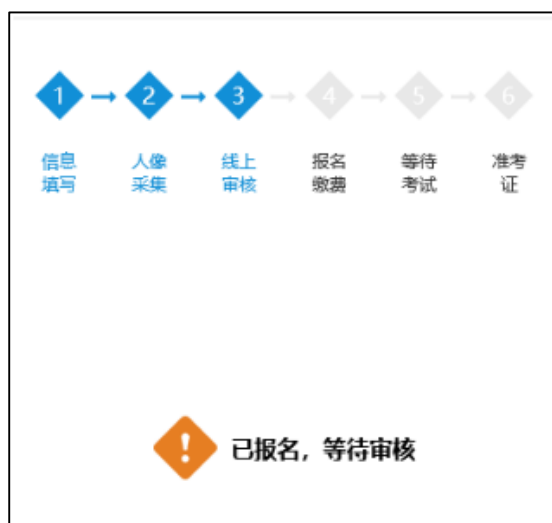 1 2 3 4 5 6
信息 人像 线上 报名 等待 准考
填写 采集 审核 缴费 考试 证
! 已报名，等待审核